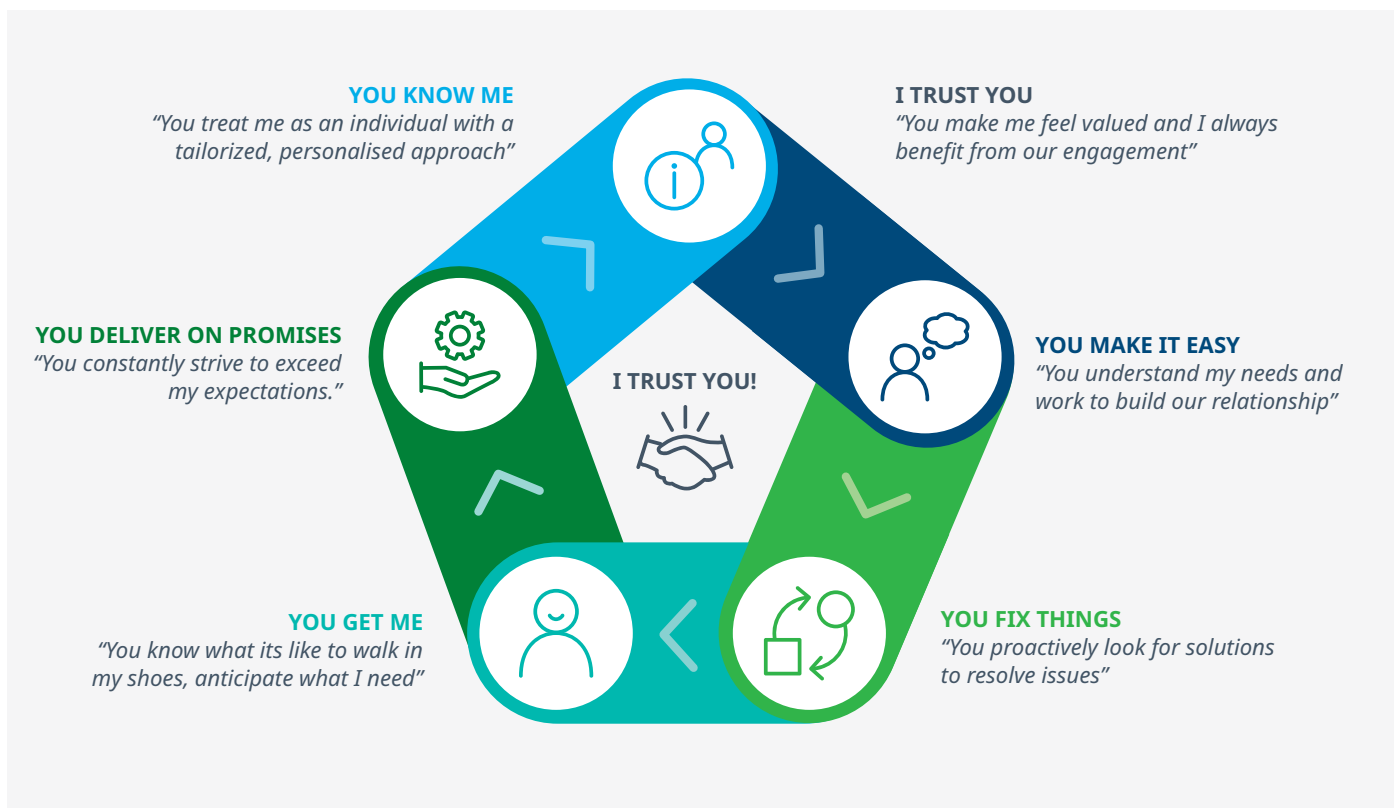 YOU KNOW ME
“You treat me as an individual with a
tailorized, personalised approach”
I TRUST YOU
“You make me feel valued and I always
benefit from our engagement”
YOU DELIVER ON PROMISES
“You constantly strive to exceed
my expectations.”
I TRUST YOU!
YOU MAKE IT EASY
“You understand my needs and
work to build our relationship”
YOU GET ME
“You know what its like to walk in
my shoes, anticipate what I need”
YOU FIX THINGS
“You proactively look for solutions
to resolve issues”